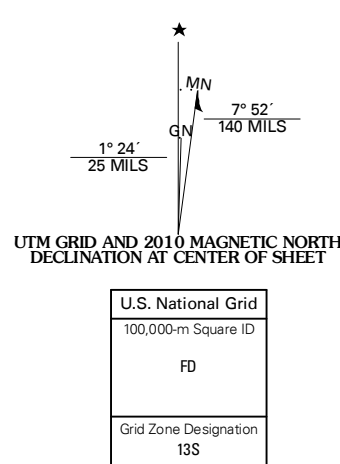 ★
MN
7° 52´
140 MILS
GN
1° 24´
25 MILS
UTM GRID AND 2010 MAGNETIC NORTH
DECLINATION AT CENTER OF SHEET
U.S. National Grid
100,000-m Square ID
FD
Grid Zone Designation
13S